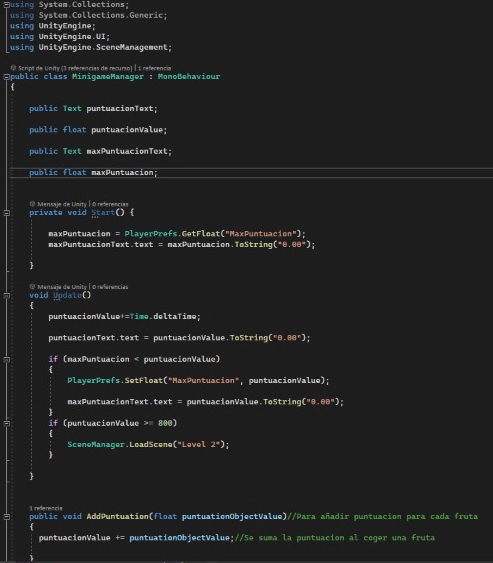 using System.Collections;
using System.Collections.Generic;
using UnityEngine;
using UnityEngine.UI;
using UnityEngine.SceneManagement;
Script de Unity (3 referencias de recurso) | 1 referencia
public class MinigameManager : MonoBehaviour
{
public Text puntuacionText;
public float puntuacionValue;
public Text maxPuntuacionText;
public float maxPuntuacion;
Mensaje de Unity | 0 referencias
private void Start() {
maxPuntuacion = PlayerPrefs.GetFloat("MaxPuntuacion");
maxPuntuacionText.text = maxPuntuacion.ToString("0.00");
}
Mensaje de Unity | 0 referencias
void Update()
{
puntuacionValue+=Time.deltaTime;
puntuacionText.text = puntuacionValue.ToString("0.00");
if (maxPuntuacion < puntuacionValue)
{
PlayerPrefs.SetFloat("MaxPuntuacion", puntuacionValue);
maxPuntuacionText.text = puntuacionValue.ToString("0.00");
}
if (puntuacionValue >= 800)
{
SceneManager.LoadScene("Level 2");
}
}
1 referencia
public void AddPuntuation(float puntuationObjectValue)//Para añadir puntuacion para cada fruta
{
puntuacionValue += puntuationObjectValue;//Se suma la puntuacion al coger una fruta
}